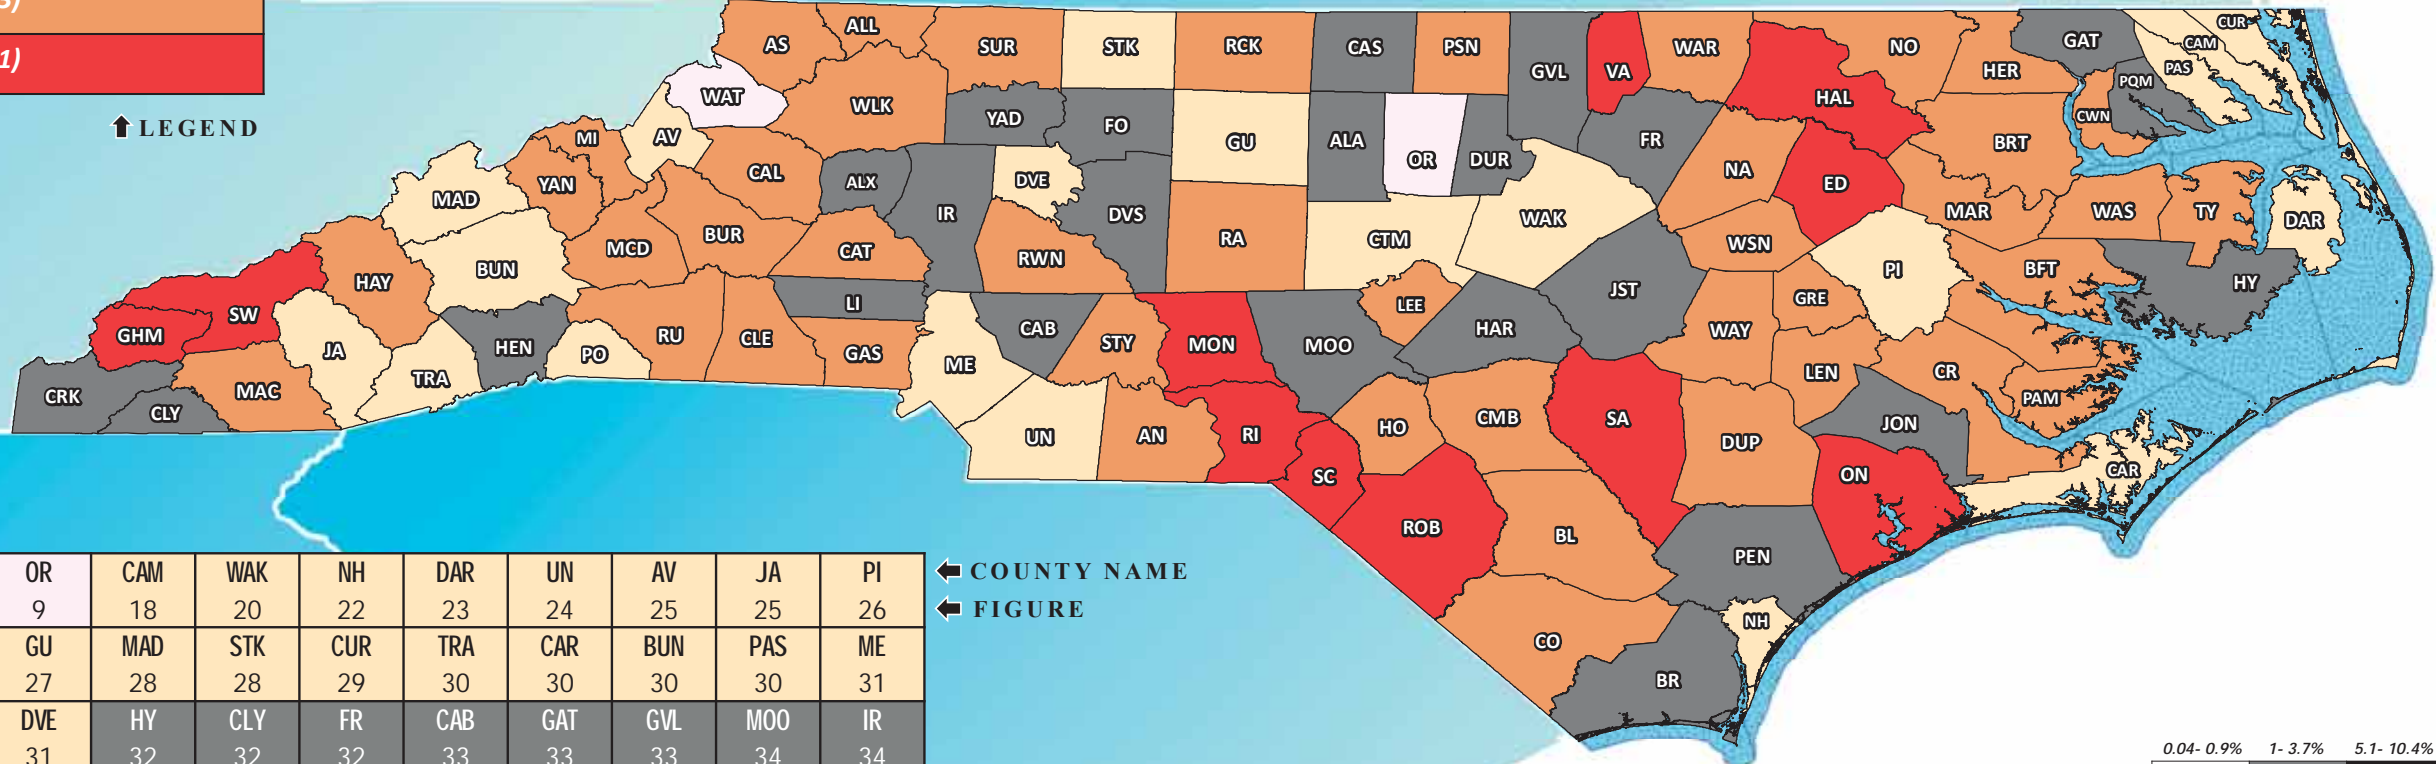 1)
LEGEND
AS
ALL
SUR
STK
RCK
CAS
PSN
GVL
VA
WAR
HAL
NO
HER
GAT
CUR
CAM
PAS
PQM
CWN
WAT
WLK
YAD
FO
GU
ALA
OR
DUR
FR
NA
ED
BRT
MI
AV
CAL
ALX
IR
DVE
DVS
RA
CTM
WAK
WSN
MAR
WAS
TY
DAR
MAD
YAN
BUN
MCD
BUR
CAT
RWN
LEE
JST
GRE
PI
BFT
HY
SW
HAY
GHM
JA
HEN
PO
RU
CLE
LI
GAS
ME
CAB
STY
MON
MOO
HAR
WAY
LEN
CR
PAM
CRK
CLY
MAC
TRA
UN
AN
RI
SC
HO
CMB
SA
DUP
JON
ON
CAR
ROB
BL
PEN
CO
BR
NH
OR CAM WAK NH DAR UN AV JA PI
COUNTY NAME
9 18 20 22 23 24 25 25 26
FIGURE
GU MAD STK CUR TRA CAR BUN PAS ME
27 28 28 29 30 30 30 30 31
DVE HY CLY FR CAB GAT GVL MOO IR
31 32 32 32 33 33 33 34 34
0.04- 0.9% 1- 3.7% 5.1- 10.4%